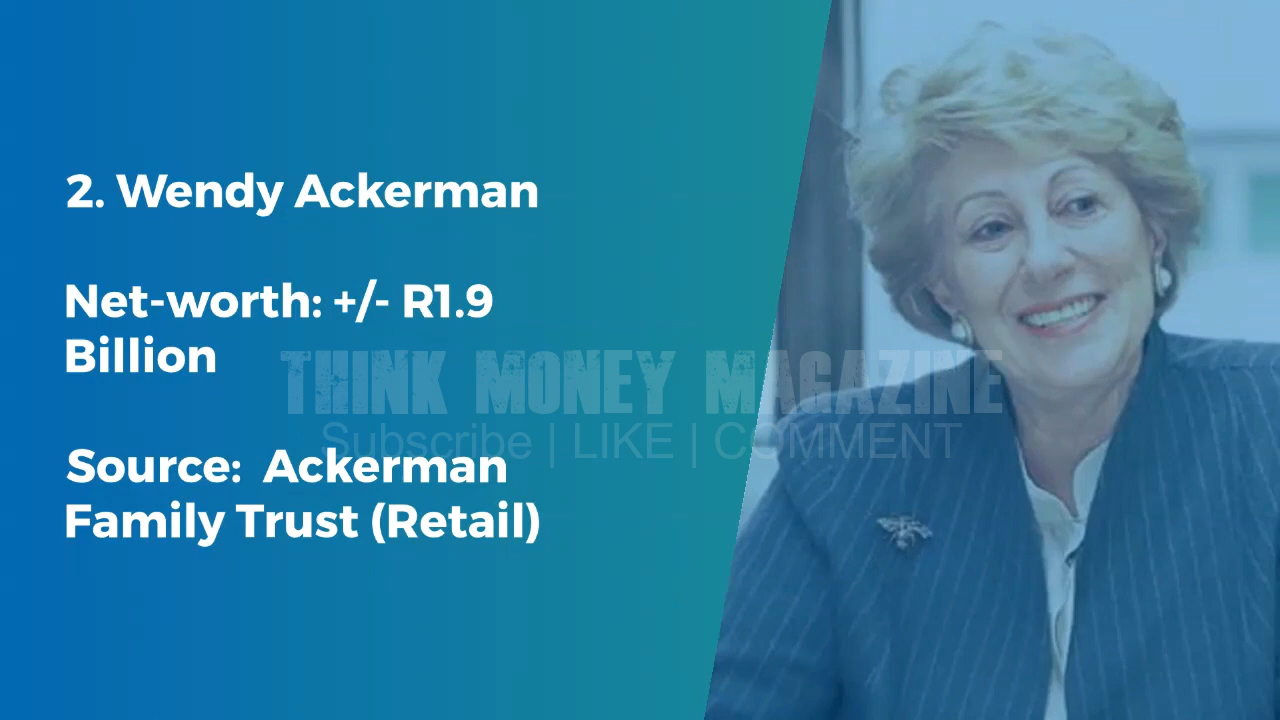 2. Wendy Ackerman
Net-worth: +/- R1.9
Billion
THINK MONEY MAGAZINE
Subscribe | LIKE | COMMENT
Source:  Ackerman
Family Trust (Retail)